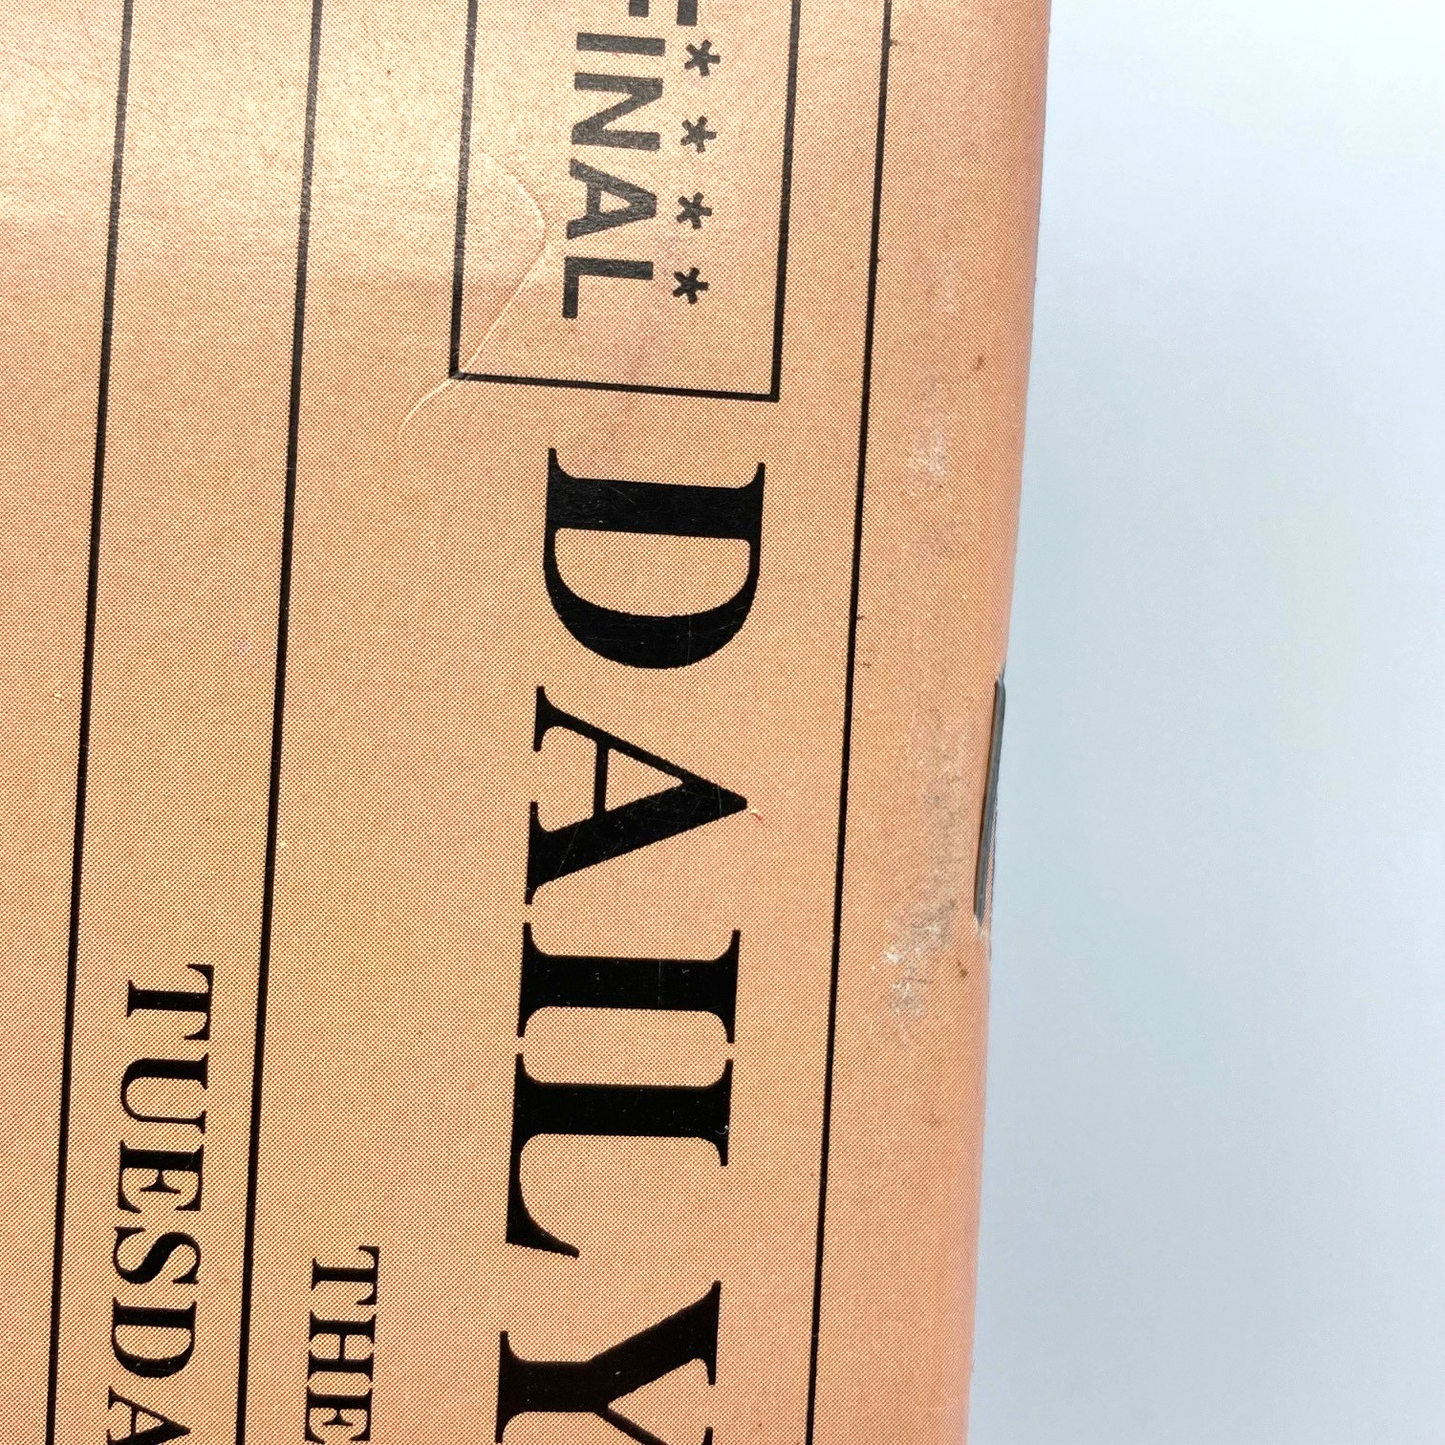 ****
FINAL
DAILY
THE
TUESDA